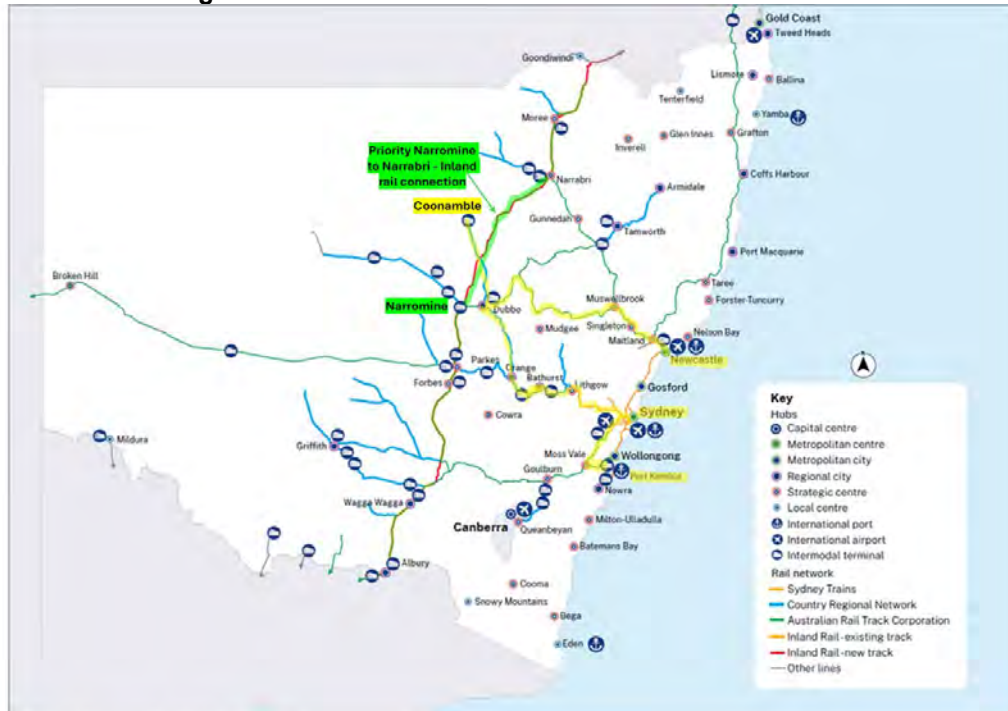 Gold Coast
Tweed Heads
Goondiwindi
Lismore
Ballina
Tenterfield
Yamba
Moree
Glen Innes
Grafton
Inverell
Priority Narromine
to Narrabri - Inland
rail connection
Narrabri
Armidale
Coffs Harbour
Coonamble
Gunnedah
Tamworth
Port Macquarie
Broken Hill
Taree
Narromine
Dubbo
Muswellbrook
Forster-Tuncurry
Mudgee
Singleton
Nelson Bay
Maitland
Newcastle
Parkes
Orange
Bathurst
Lithgow
Gosford
Forbes
Cowra
Sydney
Mildura
Griffith
Moss Vale
Wollongong
Goulburn
Port Kembla
Nowra
Wagga Wagga
Canberra
Queanbeyan
Milton-Ulladulla
Batemans Bay
Albury
Cooma
Snowy Mountains
Bega
Eden
Key
Hubs
Capital centre
Metropolitan centre
Metropolitan city
Regional city
Strategic centre
Local centre
International port
International airport
Intermodal terminal
Rail network
Sydney Trains
Country Regional Network
Australian Rail Track Corporation
Inland Rail - existing track
Inland Rail - new track
Other lines